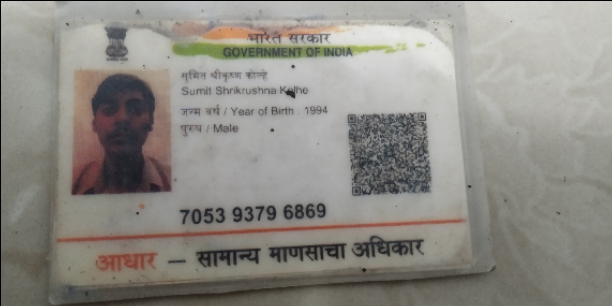 भारत सरकार
GOVERNMENT OF INDIA
सुमित श्रीकृष्ण कोल्हे
Sumit Shrikrushna Kolhe
जन्म वर्ष / Year of Birth : 1994
पुरुष / Male
7053 9379 6869
आधार — सामान्य माणसाचा अधिकार